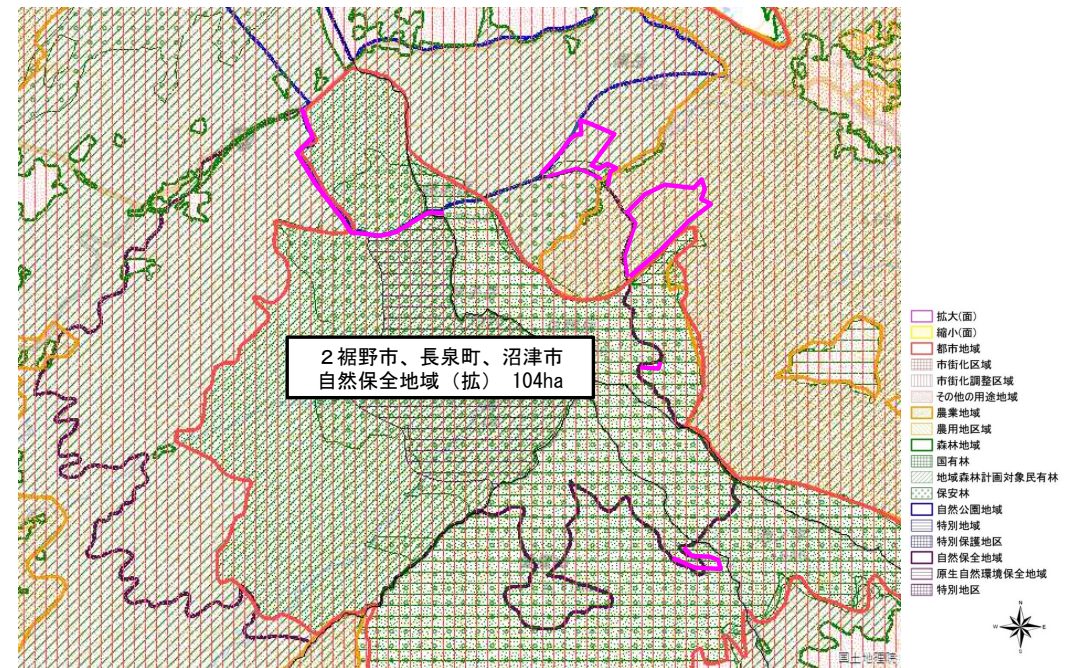 ２裾野市、長泉町、沼津市
自然保全地域（拡） 104ha
拡大(面)
縮小(面)
都市地域
市街化区域
市街化調整区域
その他の用途地域
農業地域
農用地区域
森林地域
国有林
地域森林計画対象民有林
保安林
自然公園地域
特別地域
特別保護地区
自然保全地域
原生自然環境保全地域
特別地区
N
W
E
S
国土地理院